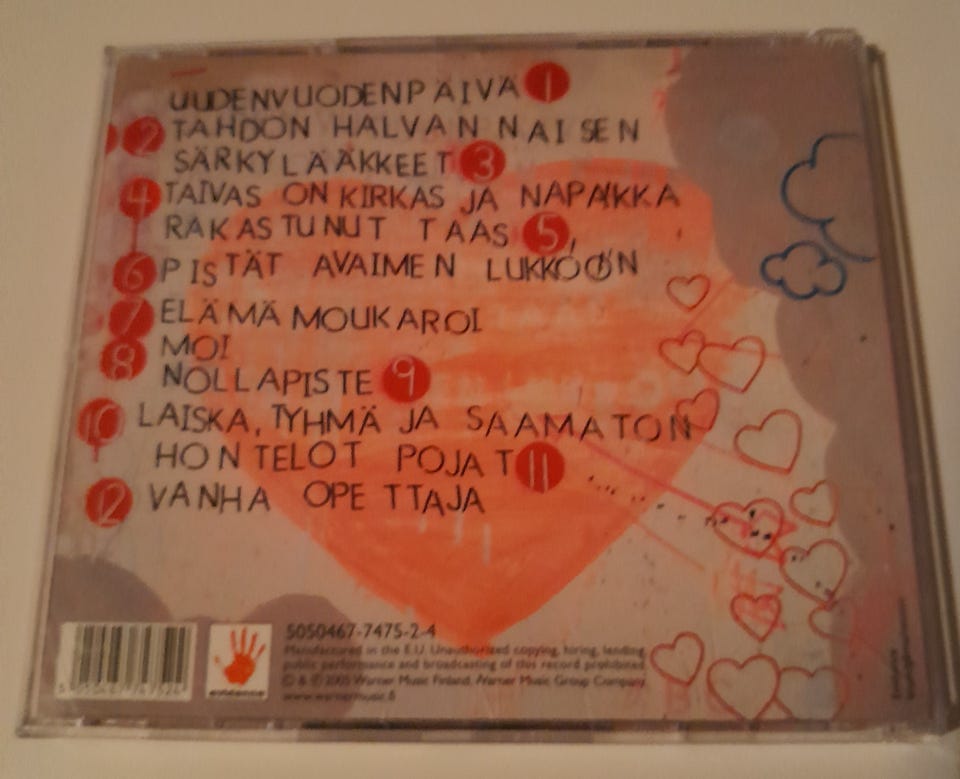 UUDENVUODENPÄIVÄ 1
2 TAHDON HALVAN NAISEN
SÄRKYLÄÄKKEET 3
4 TAIVAS ON KIRKAS JA NAPAKKA
RAKASTUNUT TAAS 5
6 PISTÄT AVAIMEN LUKKOON
7 ELÄMÄ MOUKAROI
8 MOI
NOLLAPISTE 9
10 LAISKA, TYHMÄ JA SAAMATON
HONTELOT POJAT 11
12 VANHA OPETTAJA
5050467-7475-2-4
Manufactured in the E.U. Unauthorized copying, hiring, lending
public performance and broadcasting of this record prohibited
℗ & © 2005 Warner Music Finland, Warner Music Group Company
www.warnermusic.fi